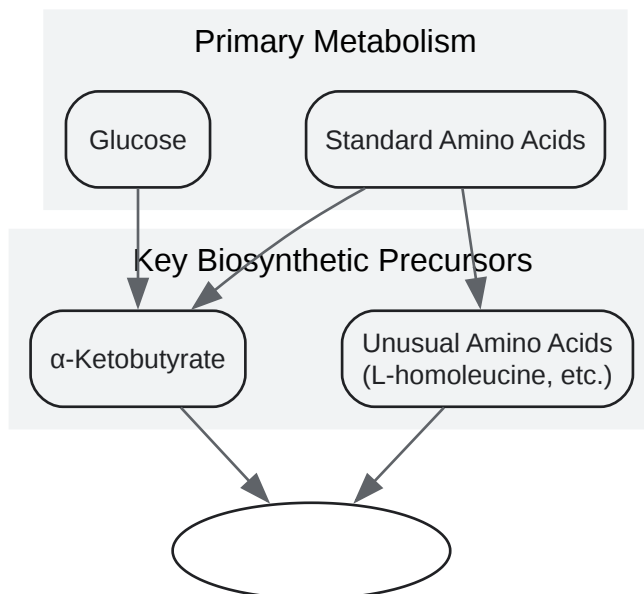 Primary Metabolism
Glucose
Standard Amino Acids
Key Biosynthetic Precursors
α-Ketobutyrate
Unusual Amino Acids
(L-homoleucine, etc.)